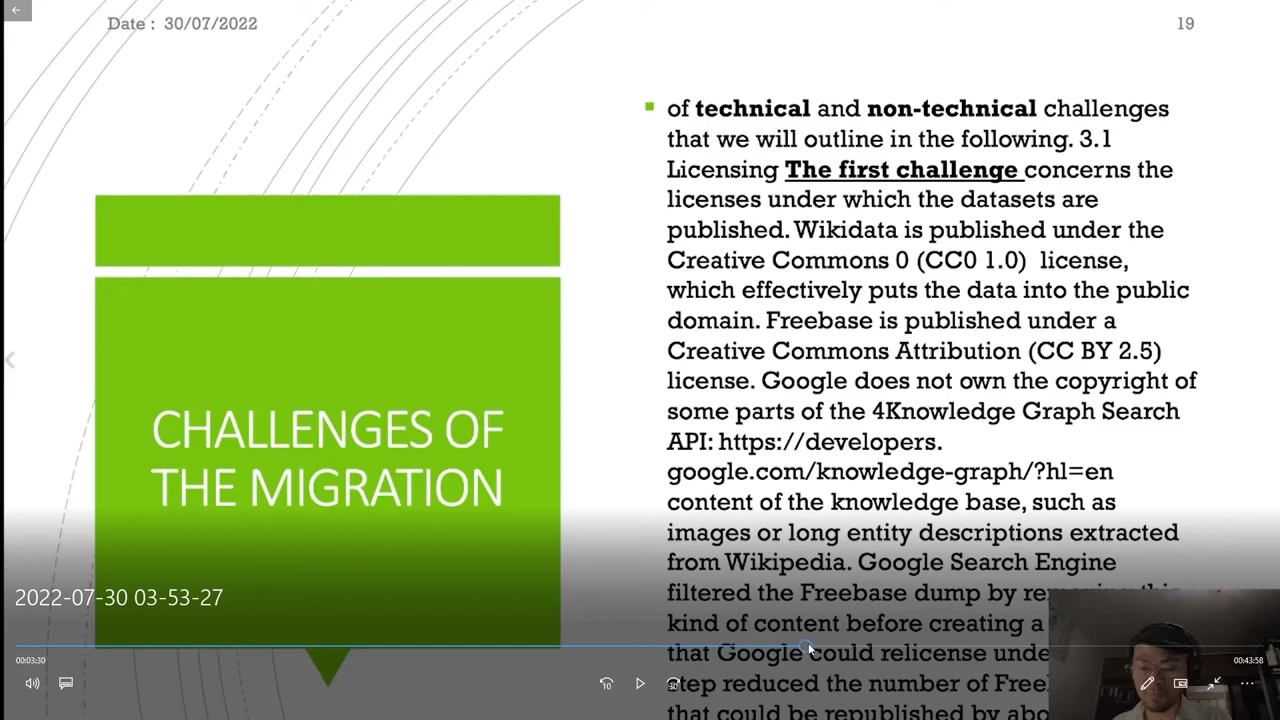 Date : 30/07/2022
19
CHALLENGES OF
THE MIGRATION
of technical and non-technical challenges
that we will outline in the following. 3.1
Licensing The first challenge concerns the
licenses under which the datasets are
published. Wikidata is published under the
Creative Commons 0 (CC0 1.0) license,
which effectively puts the data into the public
domain. Freebase is published under a
Creative Commons Attribution (CC BY 2.5)
license. Google does not own the copyright of
some parts of the 4Knowledge Graph Search
API: https://developers.
google.com/knowledge-graph/?hl=en
content of the knowledge base, such as
images or long entity descriptions extracted
from Wikipedia. Google Search Engine
filtered the Freebase dump by removing this
kind of content before creating a
that Google could relicense unde
step reduced the number of Free
that could be republished by abo
2022-07-30 03-53-27
00:03:30
00:43:58
10
30